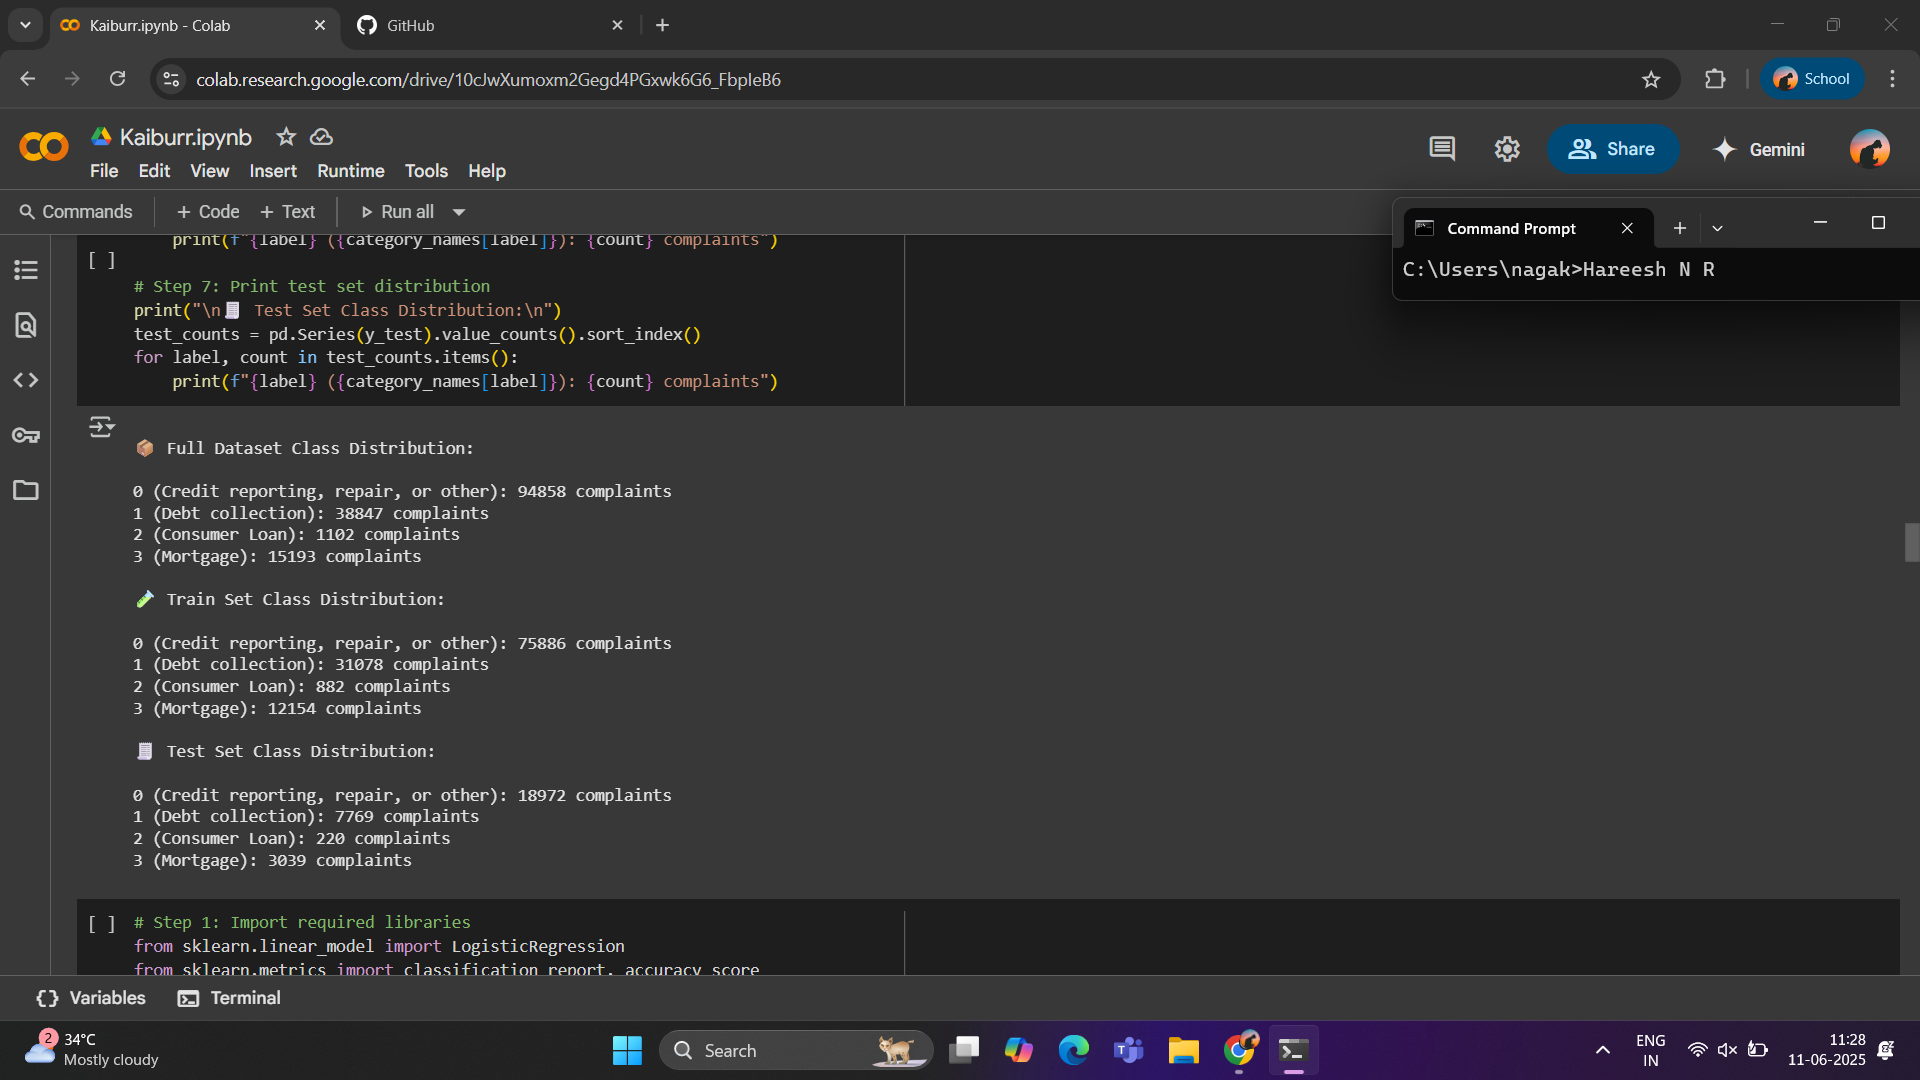 Kaiburr.ipynb - Colab
GitHub
colab.research.google.com/drive/10cJwXumoxm2Gegd4PGxwk6G6_FbpIeB6
School
Kaiburr.ipynb
File Edit View Insert Runtime Tools Help
Share
Gemini
Commands
+ Code + Text
Run all
Command Prompt
C:\Users\nagak>Hareesh N R
print(f"{label} ({category_names[label]}): {count} complaints")
[ ]
# Step 7: Print test set distribution
print("\n🧾 Test Set Class Distribution:\n")
test_counts = pd.Series(y_test).value_counts().sort_index()
for label, count in test_counts.items():
print(f"{label} ({category_names[label]}): {count} complaints")
📦 Full Dataset Class Distribution:
0 (Credit reporting, repair, or other): 94858 complaints
1 (Debt collection): 38847 complaints
2 (Consumer Loan): 1102 complaints
3 (Mortgage): 15193 complaints
🧪 Train Set Class Distribution:
0 (Credit reporting, repair, or other): 75886 complaints
1 (Debt collection): 31078 complaints
2 (Consumer Loan): 882 complaints
3 (Mortgage): 12154 complaints
🧾 Test Set Class Distribution:
0 (Credit reporting, repair, or other): 18972 complaints
1 (Debt collection): 7769 complaints
2 (Consumer Loan): 220 complaints
3 (Mortgage): 3039 complaints
[ ] # Step 1: Import required libraries
from sklearn.linear_model import LogisticRegression
from sklearn.metrics import classification_report, accuracy_score
Variables
Terminal
2
34°C
Mostly cloudy
Search
ENG
IN
11:28
11-06-2025